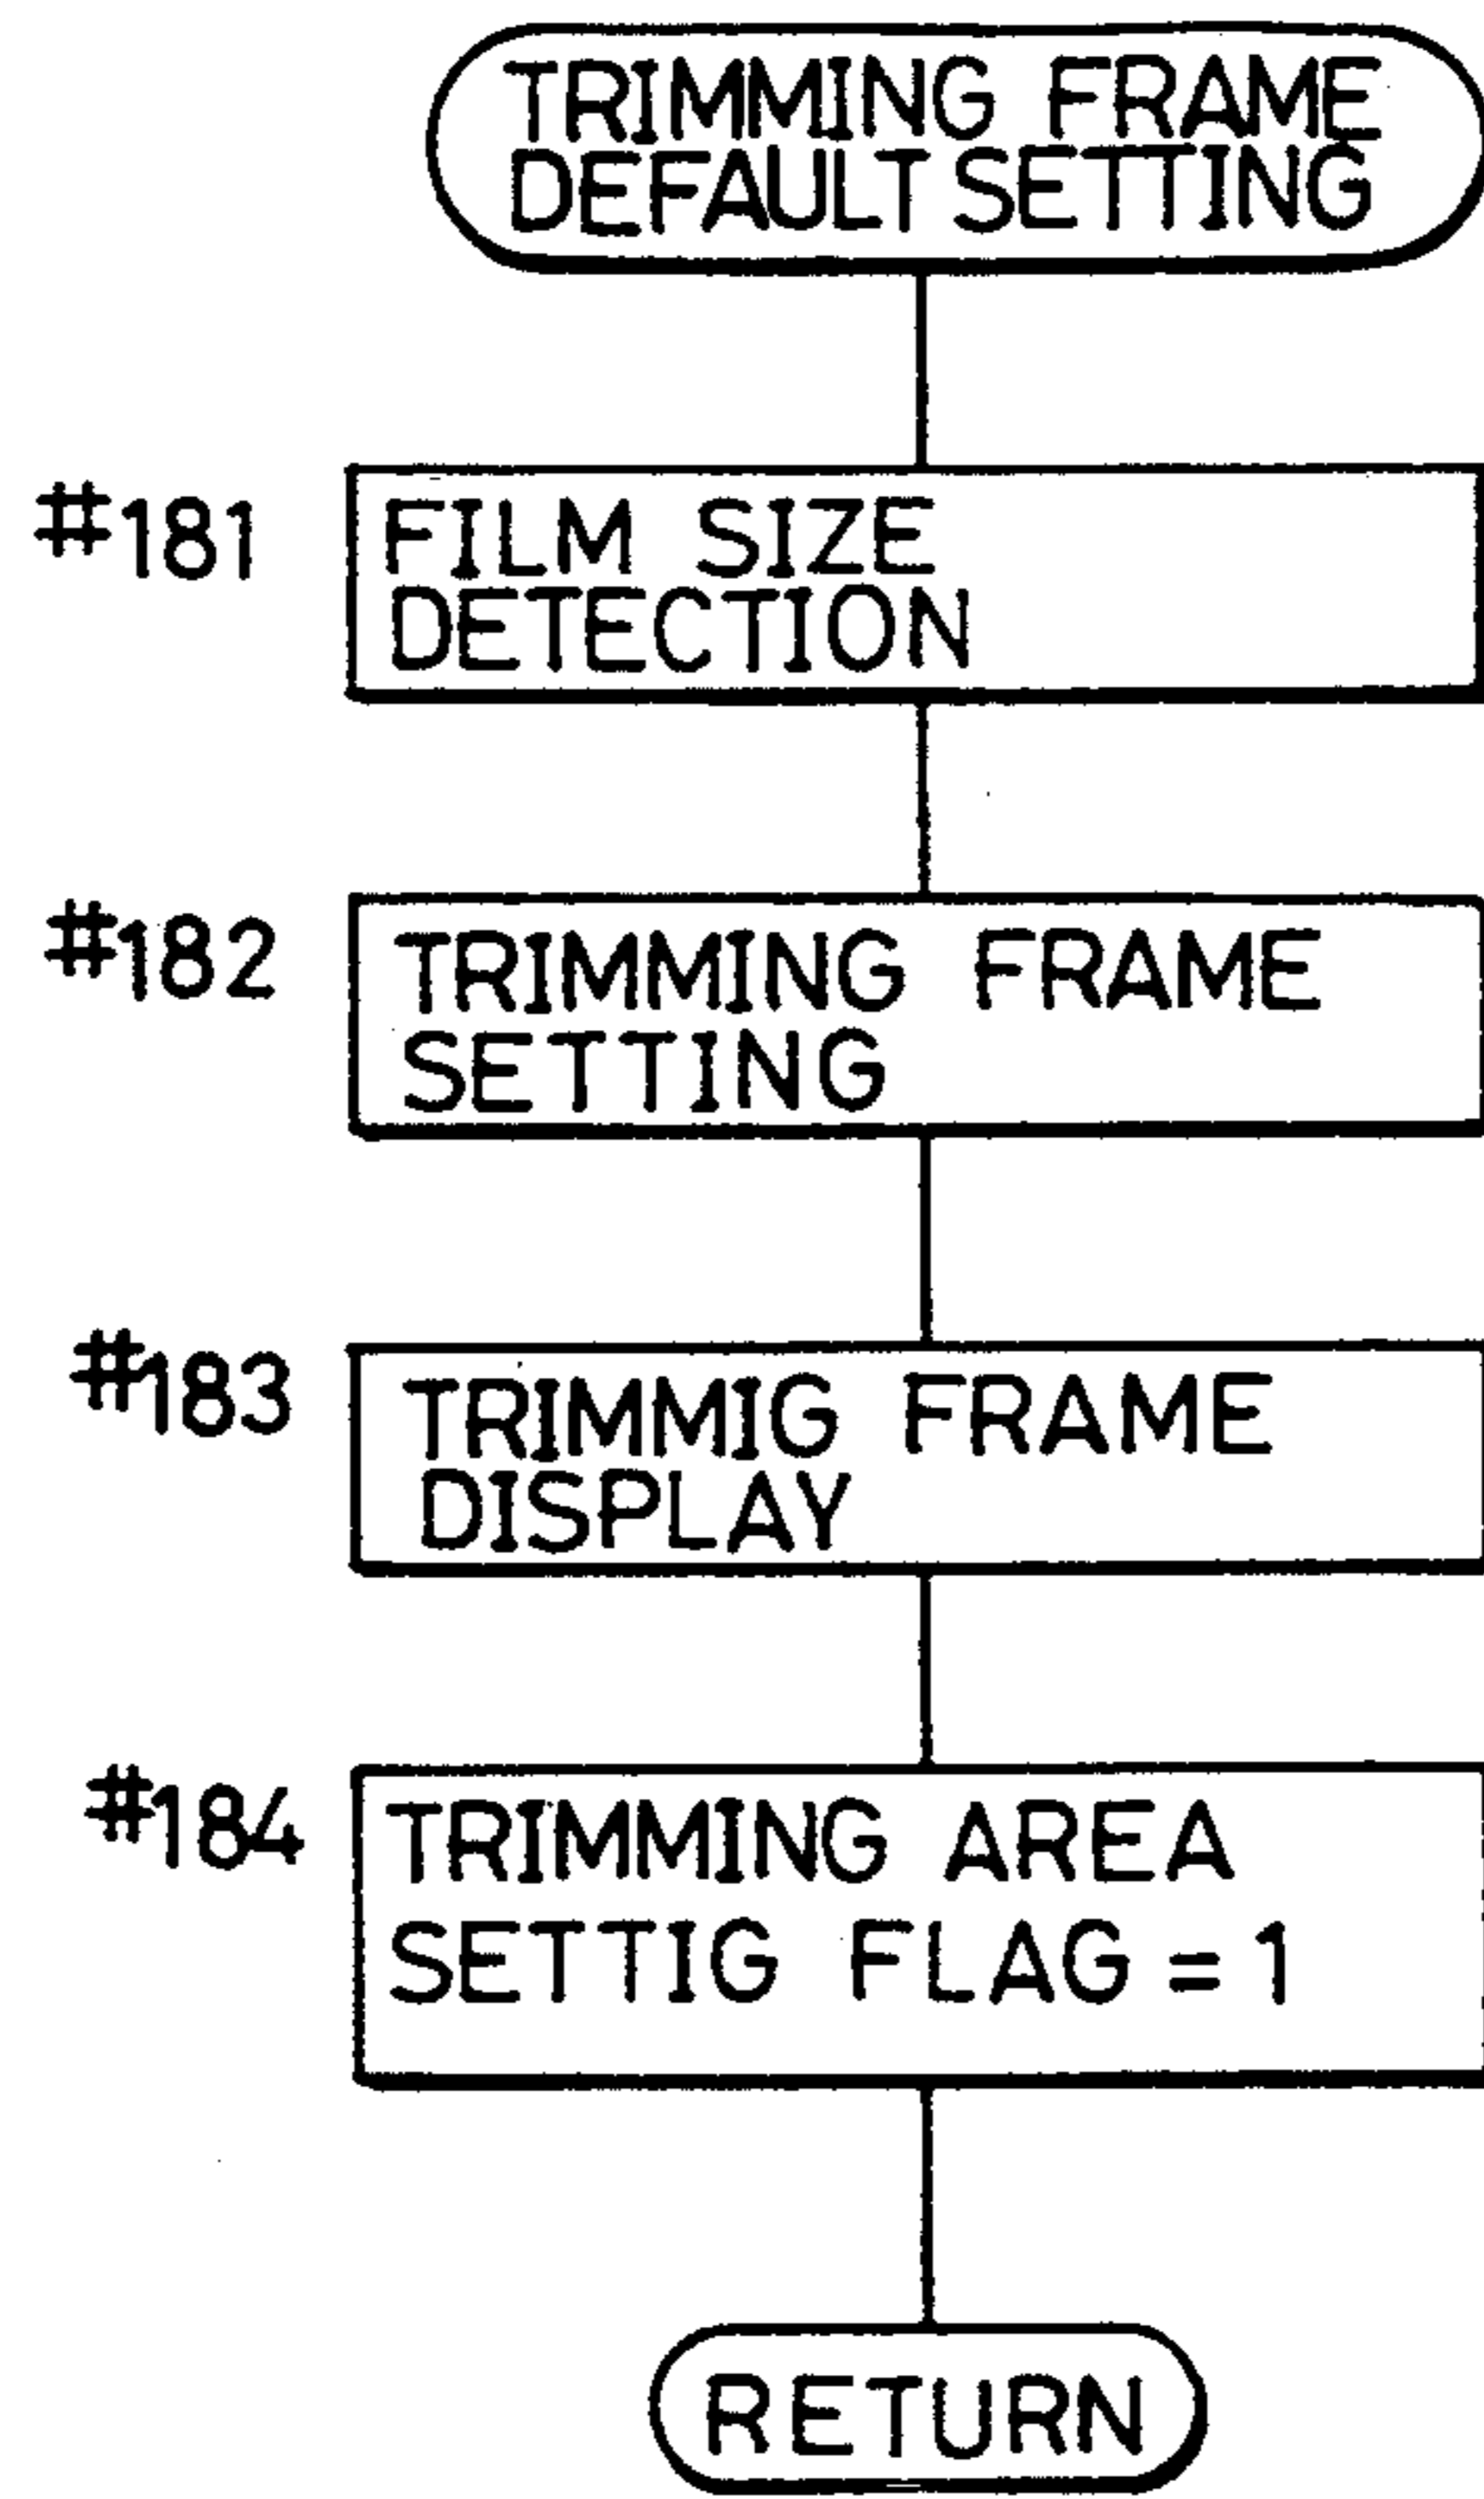 TRIMMING FRAME
DEFAULT SETTING
#181
FILM SIZE
DETECTION
#182
TRIMMING FRAME
SETTING
#183
TRIMMIG FRAME
DISPLAY
#184
TRIMMING AREA
SETTIG FLAG = 1
RETURN